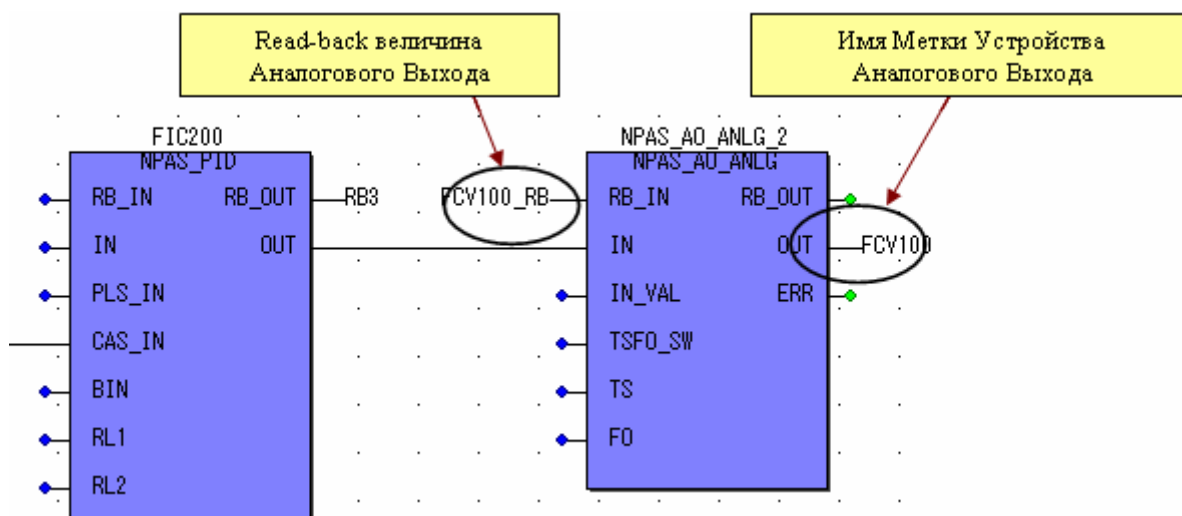 Read-back величина
Аналогового Выхода
Имя Метки Устройства
Аналогового Выхода
FIC200
NPAS_PID
RB_IN RB_OUT RB3
IN OUT
PLS_IN
CAS_IN
BIN
RL1
RL2
NPAS_AO_ANLG_2
NPAS_AO_ANLG
FCV100_RB RB_IN RB_OUT
IN OUT FCV100
IN_VAL ERR
TSFO_SW
TS
FO